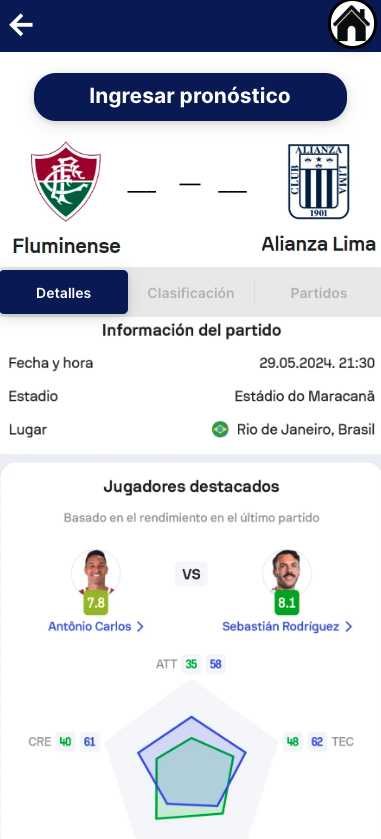 Ingresar pronóstico
ALIANZA
CLUB
LIMA
1901
___ — ___
Fluminense
Alianza Lima
Detalles
Clasificación
Partidos
Información del partido
Fecha y hora
29.05.2024. 21:30
Estadio
Estádio do Maracanã
Lugar
Rio de Janeiro, Brasil
Jugadores destacados
Basado en el rendimiento en el último partido
7.8
VS
8.1
Antônio Carlos >
Sebastián Rodríguez >
ATT 35 58
CRE 40 61
48 62 TEC